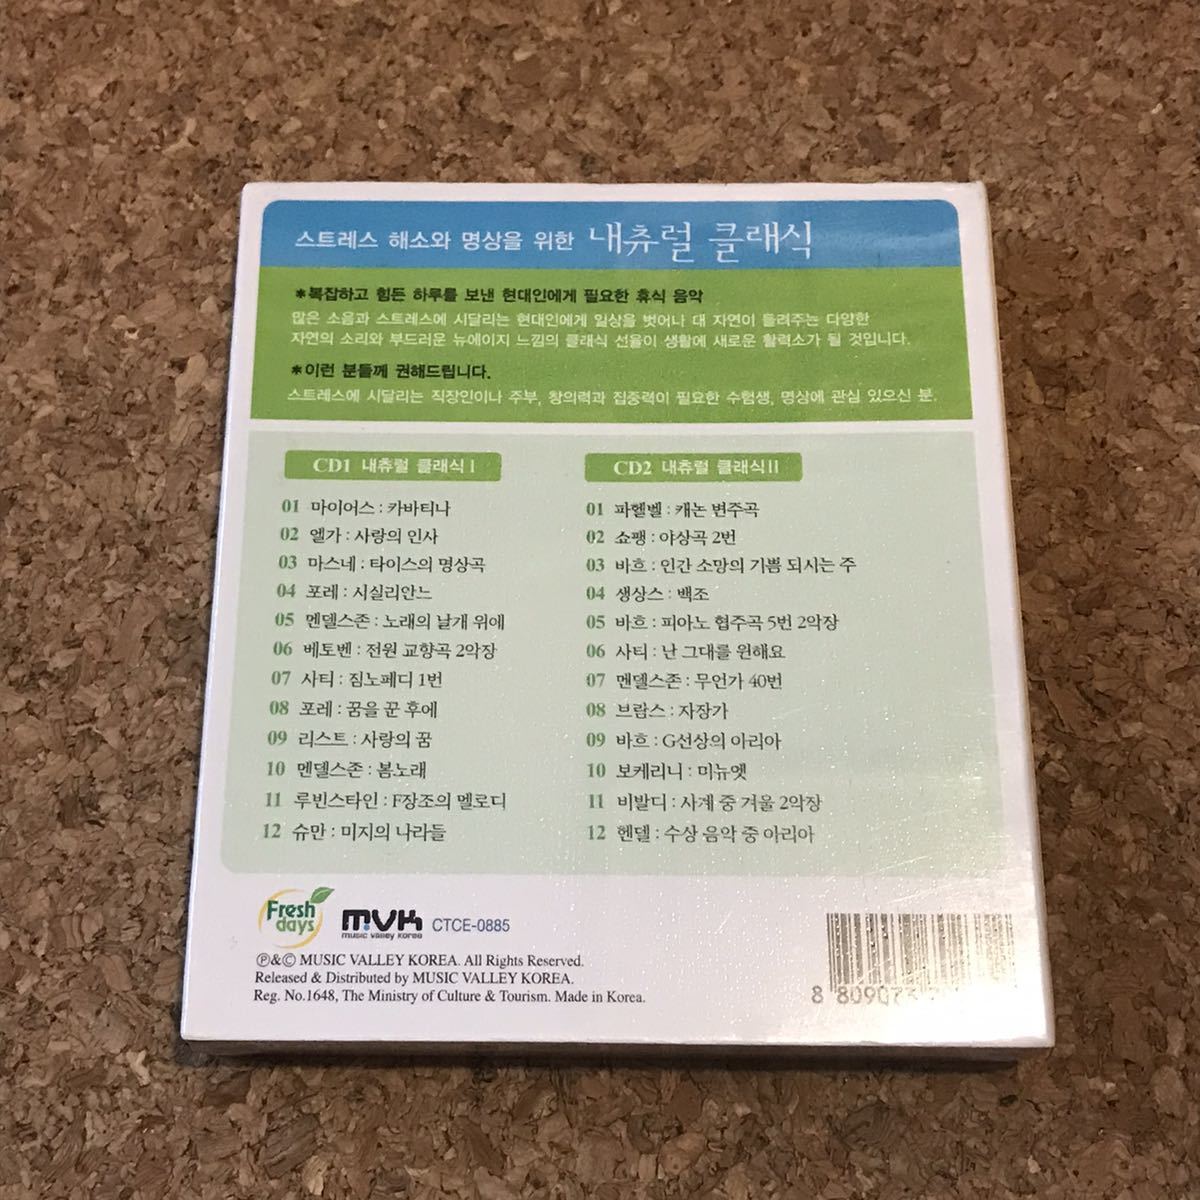 스트레스 해소와 명상을 위한 내츄럴 클래식
*복잡하고 힘든 하루를 보낸 현대인에게 필요한 휴식 음악
많은 소음과 스트레스에 시달리는 현대인에게 일상을 벗어나 대 자연이 들려주는 다양한
자연의 소리와 부드러운 뉴에이지 느낌의 클래식 선율이 생활에 새로운 활력소가 될 것입니다.
*이런 분들께 권해드립니다.
스트레스에 시달리는 직장인이나 주부, 창의력과 집중력이 필요한 수험생, 명상에 관심 있으신 분.
CD1 내츄럴 클래식 I
01 마이어스 : 카바티나
02 엘가 : 사랑의 인사
03 마스네 : 타이스의 명상곡
04 포레 : 시실리안느
05 멘델스존 : 노래의 날개 위에
06 베토벤 : 전원 교향곡 2악장
07 사티 : 짐노페디 1번
08 포레 : 꿈을 꾼 후에
09 리스트 : 사랑의 꿈
10 멘델스존 : 봄노래
11 루빈스타인 : F장조의 멜로디
12 슈만 : 미지의 나라들
CD2 내츄럴 클래식 II
01 파헬벨 : 캐논 변주곡
02 쇼팽 : 야상곡 2번
03 바흐 : 인간 소망의 기쁨 되시는 주
04 생상스 : 백조
05 바흐 : 피아노 협주곡 5번 2악장
06 사티 : 난 그대를 원해요
07 멘델스존 : 무언가 40번
08 브람스 : 자장가
09 바흐 : G선상의 아리아
10 보케리니 : 미뉴엣
11 비발디 : 사계 중 겨울 2악장
12 헨델 : 수상 음악 중 아리아
Fresh
days
mvk
music valley korea
CTCE-0885
Ⓟ&© MUSIC VALLEY KOREA. All Rights Reserved.
Released & Distributed by MUSIC VALLEY KOREA.
Reg. No.1648, The Ministry of Culture & Tourism. Made in Korea.
8 809073